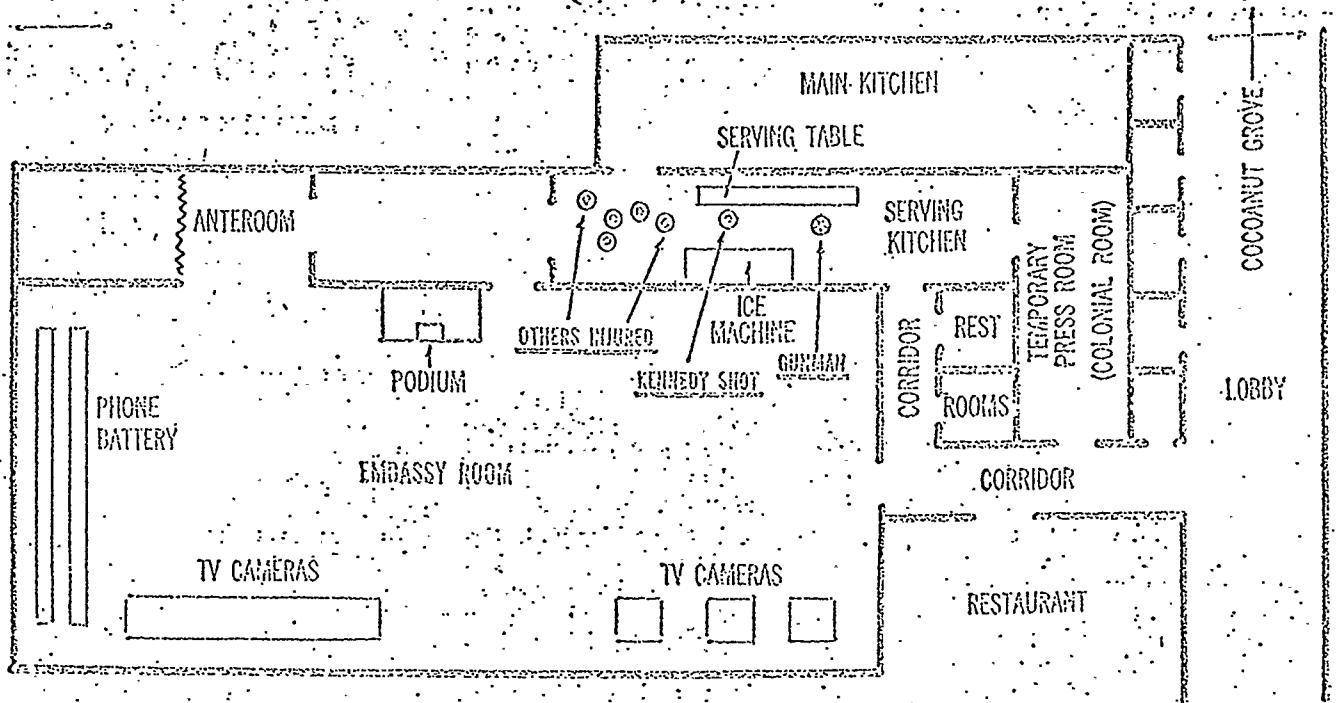 MAIN KITCHEN
SERVING TABLE
COCOANUT GROVE
ANTEROOM
SERVING
KITCHEN
TEMPORARY
PRESS ROOM
(COLONIAL ROOM)
ICE
MACHINE
OTHERS INJURED
KENNEDY SHOT
GUNMAN
CORRIDOR
REST
ROOMS
PODIUM
LOBBY
PHONE
BATTERY
EMBASSY ROOM
CORRIDOR
TV CAMERAS
TV CAMERAS
RESTAURANT